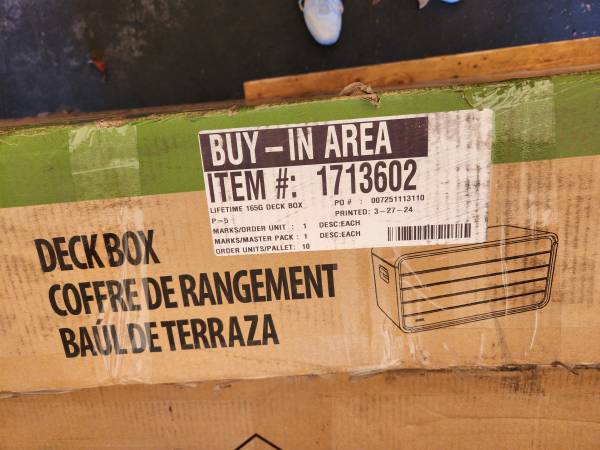 BUY-IN AREA
ITEM #: 1713602
LIFETIME 165G DECK BOX PO # : 007251113110
P-5 PRINTED: 3-27-24
MARKS/ORDER UNIT : 1 DESC:EACH
MARKS/MASTER PACK : 1 DESC:EACH
ORDER UNITS/PALLET: 10
DECK BOX
COFFRE DE RANGEMENT
BAÚL DE TERRAZA